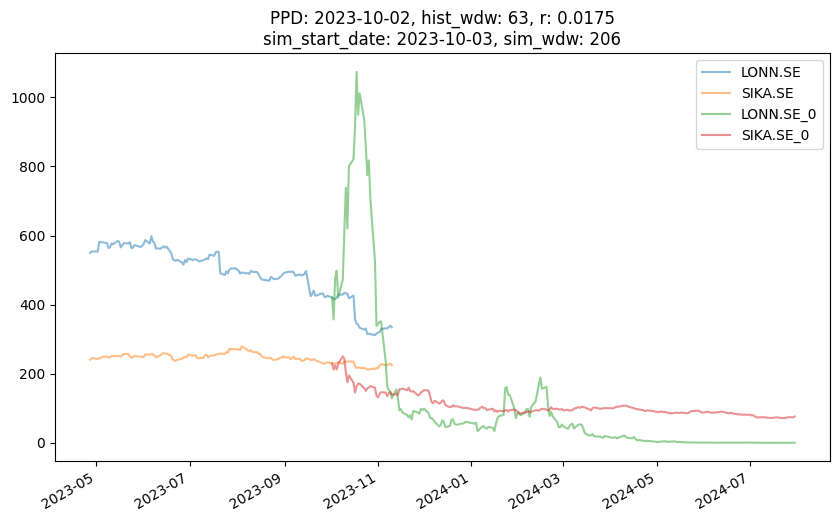 PPD: 2023-10-02, hist_wdw: 63, r: 0.0175
sim_start_date: 2023-10-03, sim_wdw: 206
LONN.SE
SIKA.SE
LONN.SE_0
SIKA.SE_0
1000
800
600
400
200
0
2023-05
2023-07
2023-09
2023-11
2024-01
2024-03
2024-05
2024-07